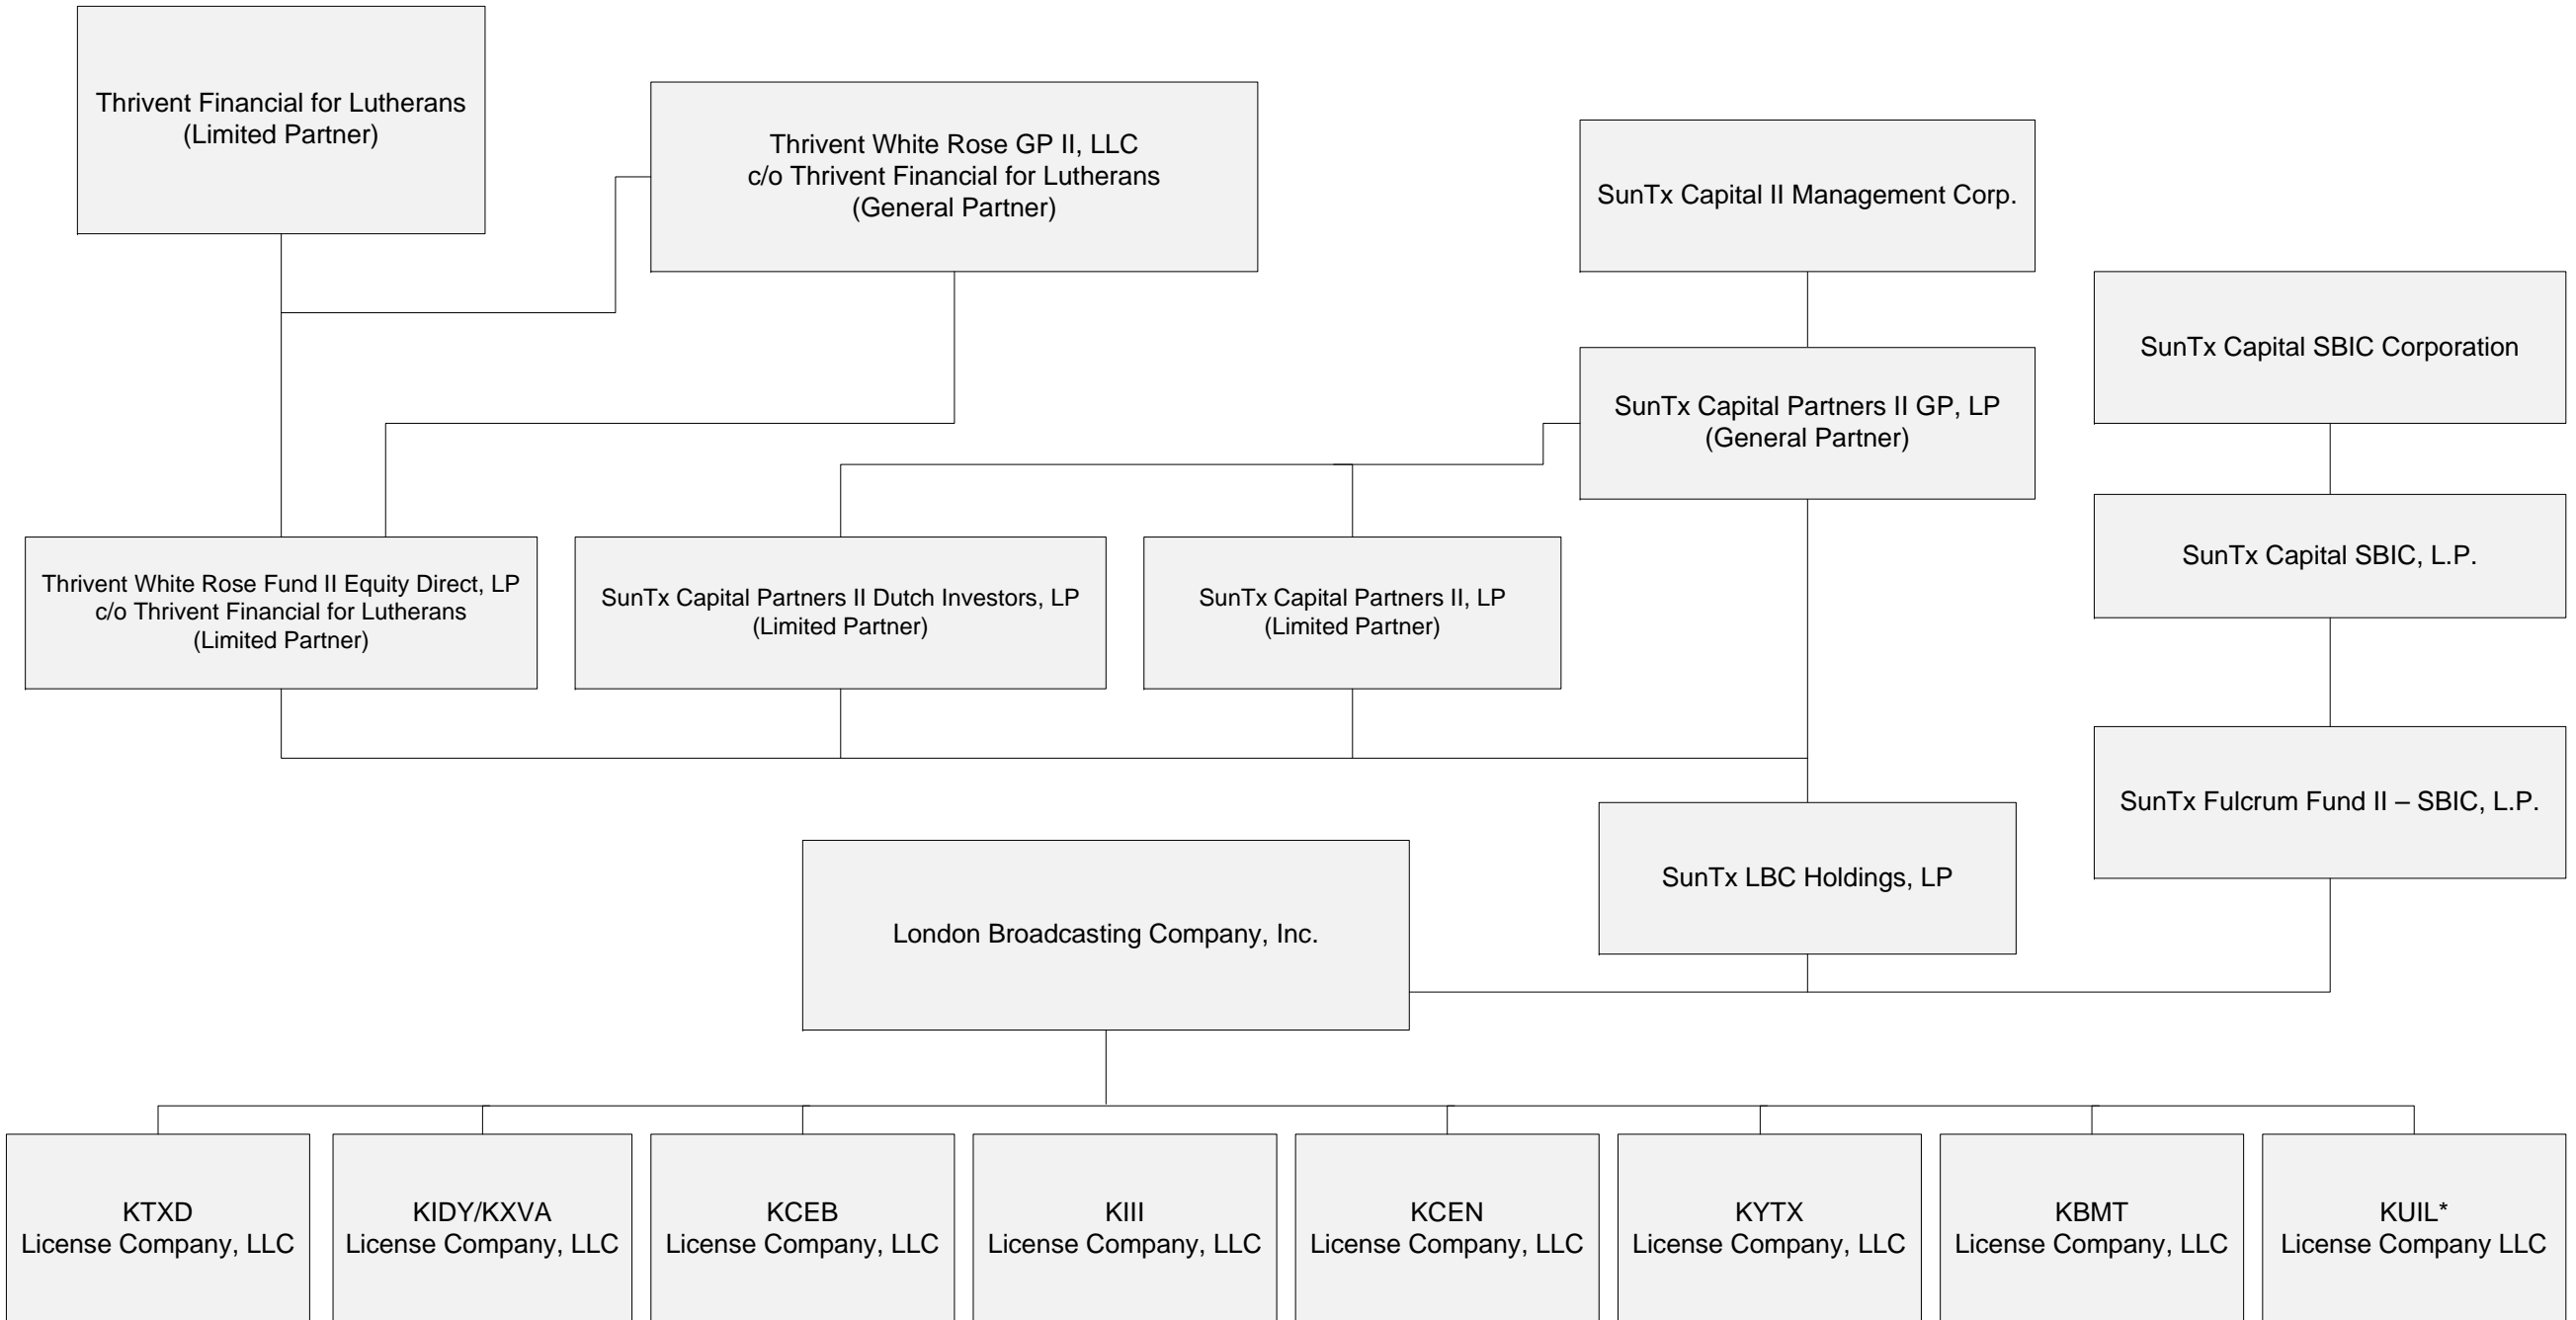 Thrivent Financial for Lutherans
(Limited Partner)
Thrivent White Rose GP II, LLC
c/o Thrivent Financial for Lutherans
(General Partner)
SunTx Capital II Management Corp.
SunTx Capital SBIC Corporation
SunTx Capital Partners II GP, LP
(General Partner)
SunTx Capital SBIC, L.P.
Thrivent White Rose Fund II Equity Direct, LP
c/o Thrivent Financial for Lutherans
(Limited Partner)
SunTx Capital Partners II Dutch Investors, LP
(Limited Partner)
SunTx Capital Partners II, LP
(Limited Partner)
SunTx Fulcrum Fund II – SBIC, L.P.
SunTx LBC Holdings, LP
London Broadcasting Company, Inc.
KTXD
License Company, LLC
KIDY/KXVA
License Company, LLC
KCEB
License Company, LLC
KIII
License Company, LLC
KCEN
License Company, LLC
KYTX
License Company, LLC
KBMT
License Company, LLC
KUIL*
License Company LLC